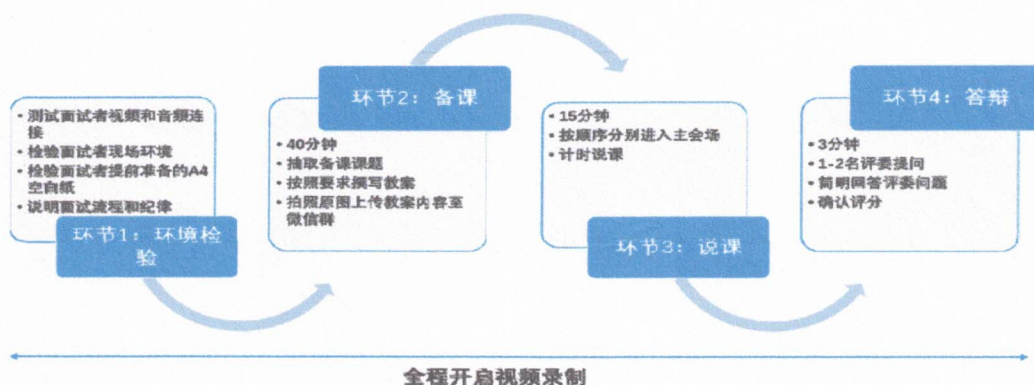 • 测试面试者视频和音频连
接
• 检验面试者现场环境
• 检验面试者提前准备的A4
空白纸
• 说明面试流程和纪律
环节1：环境检
验
环节2：备课
• 40分钟
• 抽取备课课题
• 按照要求撰写教案
• 拍照原图上传教案内容至
微信群
• 15分钟
• 按顺序分别进入主会场
• 计时说课
环节3：说课
环节4：答辩
• 3分钟
• 1-2名评委提问
• 简明回答评委问题
• 确认评分
全程开启视频录制